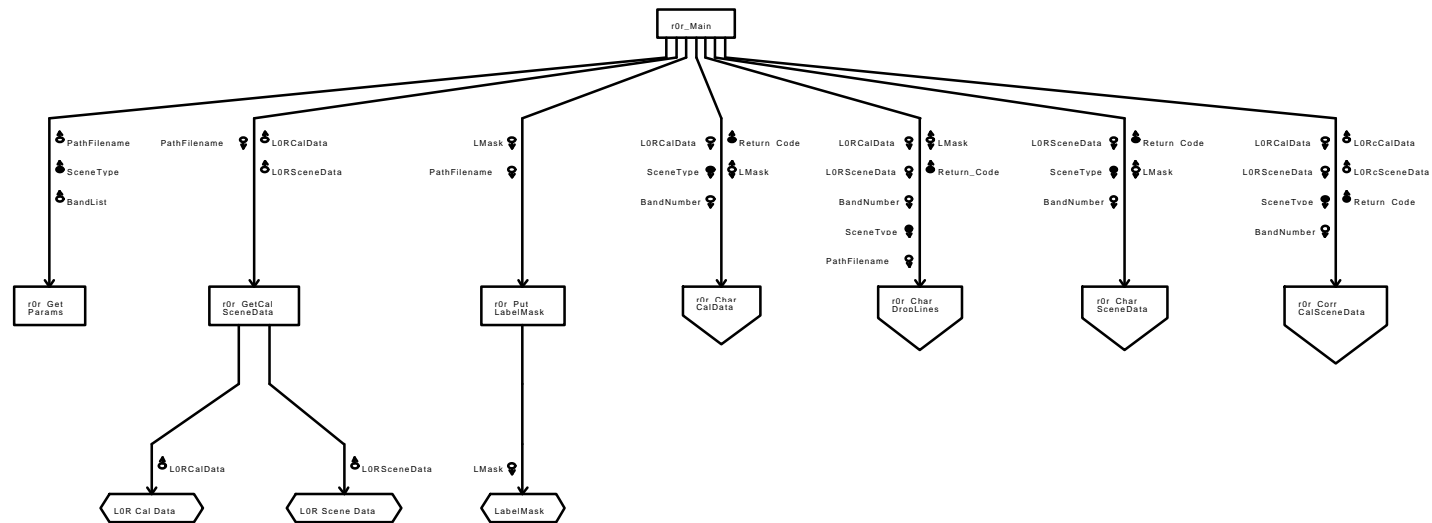 r0r_Main
PathFilename
SceneType
BandList
PathFilename
L0RCalData
L0RSceneData
LMask
PathFilename
L0RCalData
SceneType
BandNumber
Return Code
LMask
L0RCalData
L0RSceneData
BandNumber
SceneType
PathFilename
LMask
Return_Code
L0RSceneData
SceneType
BandNumber
Return Code
LMask
L0RCalData
L0RSceneData
SceneType
BandNumber
L0RcCalData
L0RcSceneData
Return Code
r0r Get
Params
r0r GetCal
SceneData
r0r Put
LabelMask
r0r Char
CalData
r0r Char
DropLines
r0r Char
SceneData
r0r Corr
CalSceneData
L0RCalData
L0RSceneData
LMask
L0R Cal Data
L0R Scene Data
LabelMask